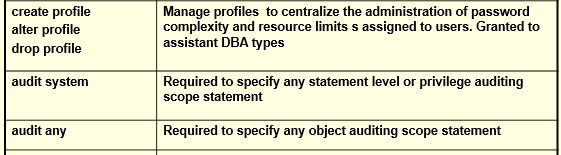 create profile
alter profile
drop profile
Manage profiles to centralize the administration of password
complexity and resource limits s assigned to users. Granted to
assistant DBA types
audit system
Required to specify any statement level or privilege auditing
scope statement
audit any
Required to specify any object auditing scope statement